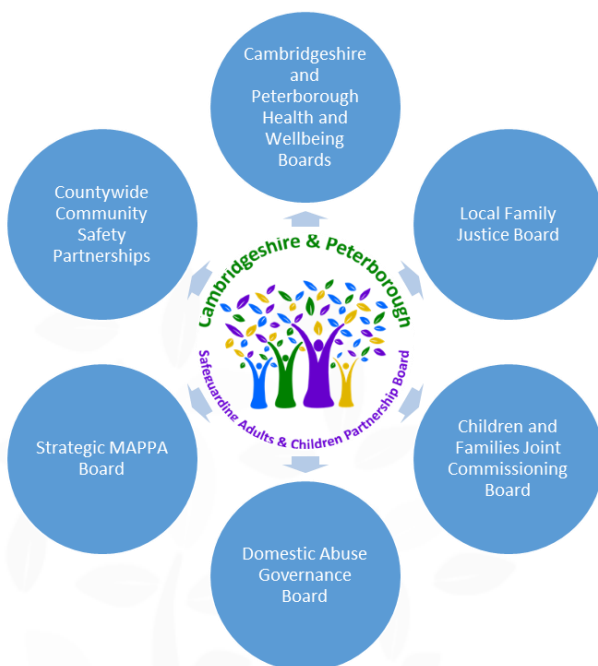 Cambridgeshire
and
Peterborough
Health and
Wellbeing
Boards
Countywide
Community
Safety
Partnerships
Local Family
Justice Board
Cambridgeshire & Peterborough
Safeguarding Adults & Children Partnership Board
Strategic MAPPA
Board
Children and
Families Joint
Commissioning
Board
Domestic Abuse
Governance
Board